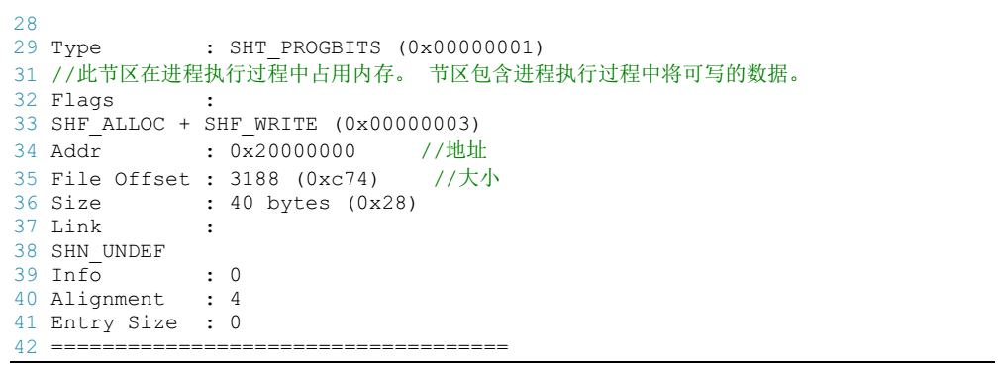 28
29 Type        : SHT_PROGBITS (0x00000001)
31 //此节区在进程执行过程中占用内存。 节区包含进程执行过程中将可写的数据。
32 Flags       :
33 SHF_ALLOC + SHF_WRITE (0x00000003)
34 Addr        : 0x20000000     //地址
35 File Offset : 3188 (0xc74)    //大小
36 Size        : 40 bytes (0x28)
37 Link        :
38 SHN_UNDEF
39 Info        : 0
40 Alignment   : 4
41 Entry Size  : 0
42 ====================================